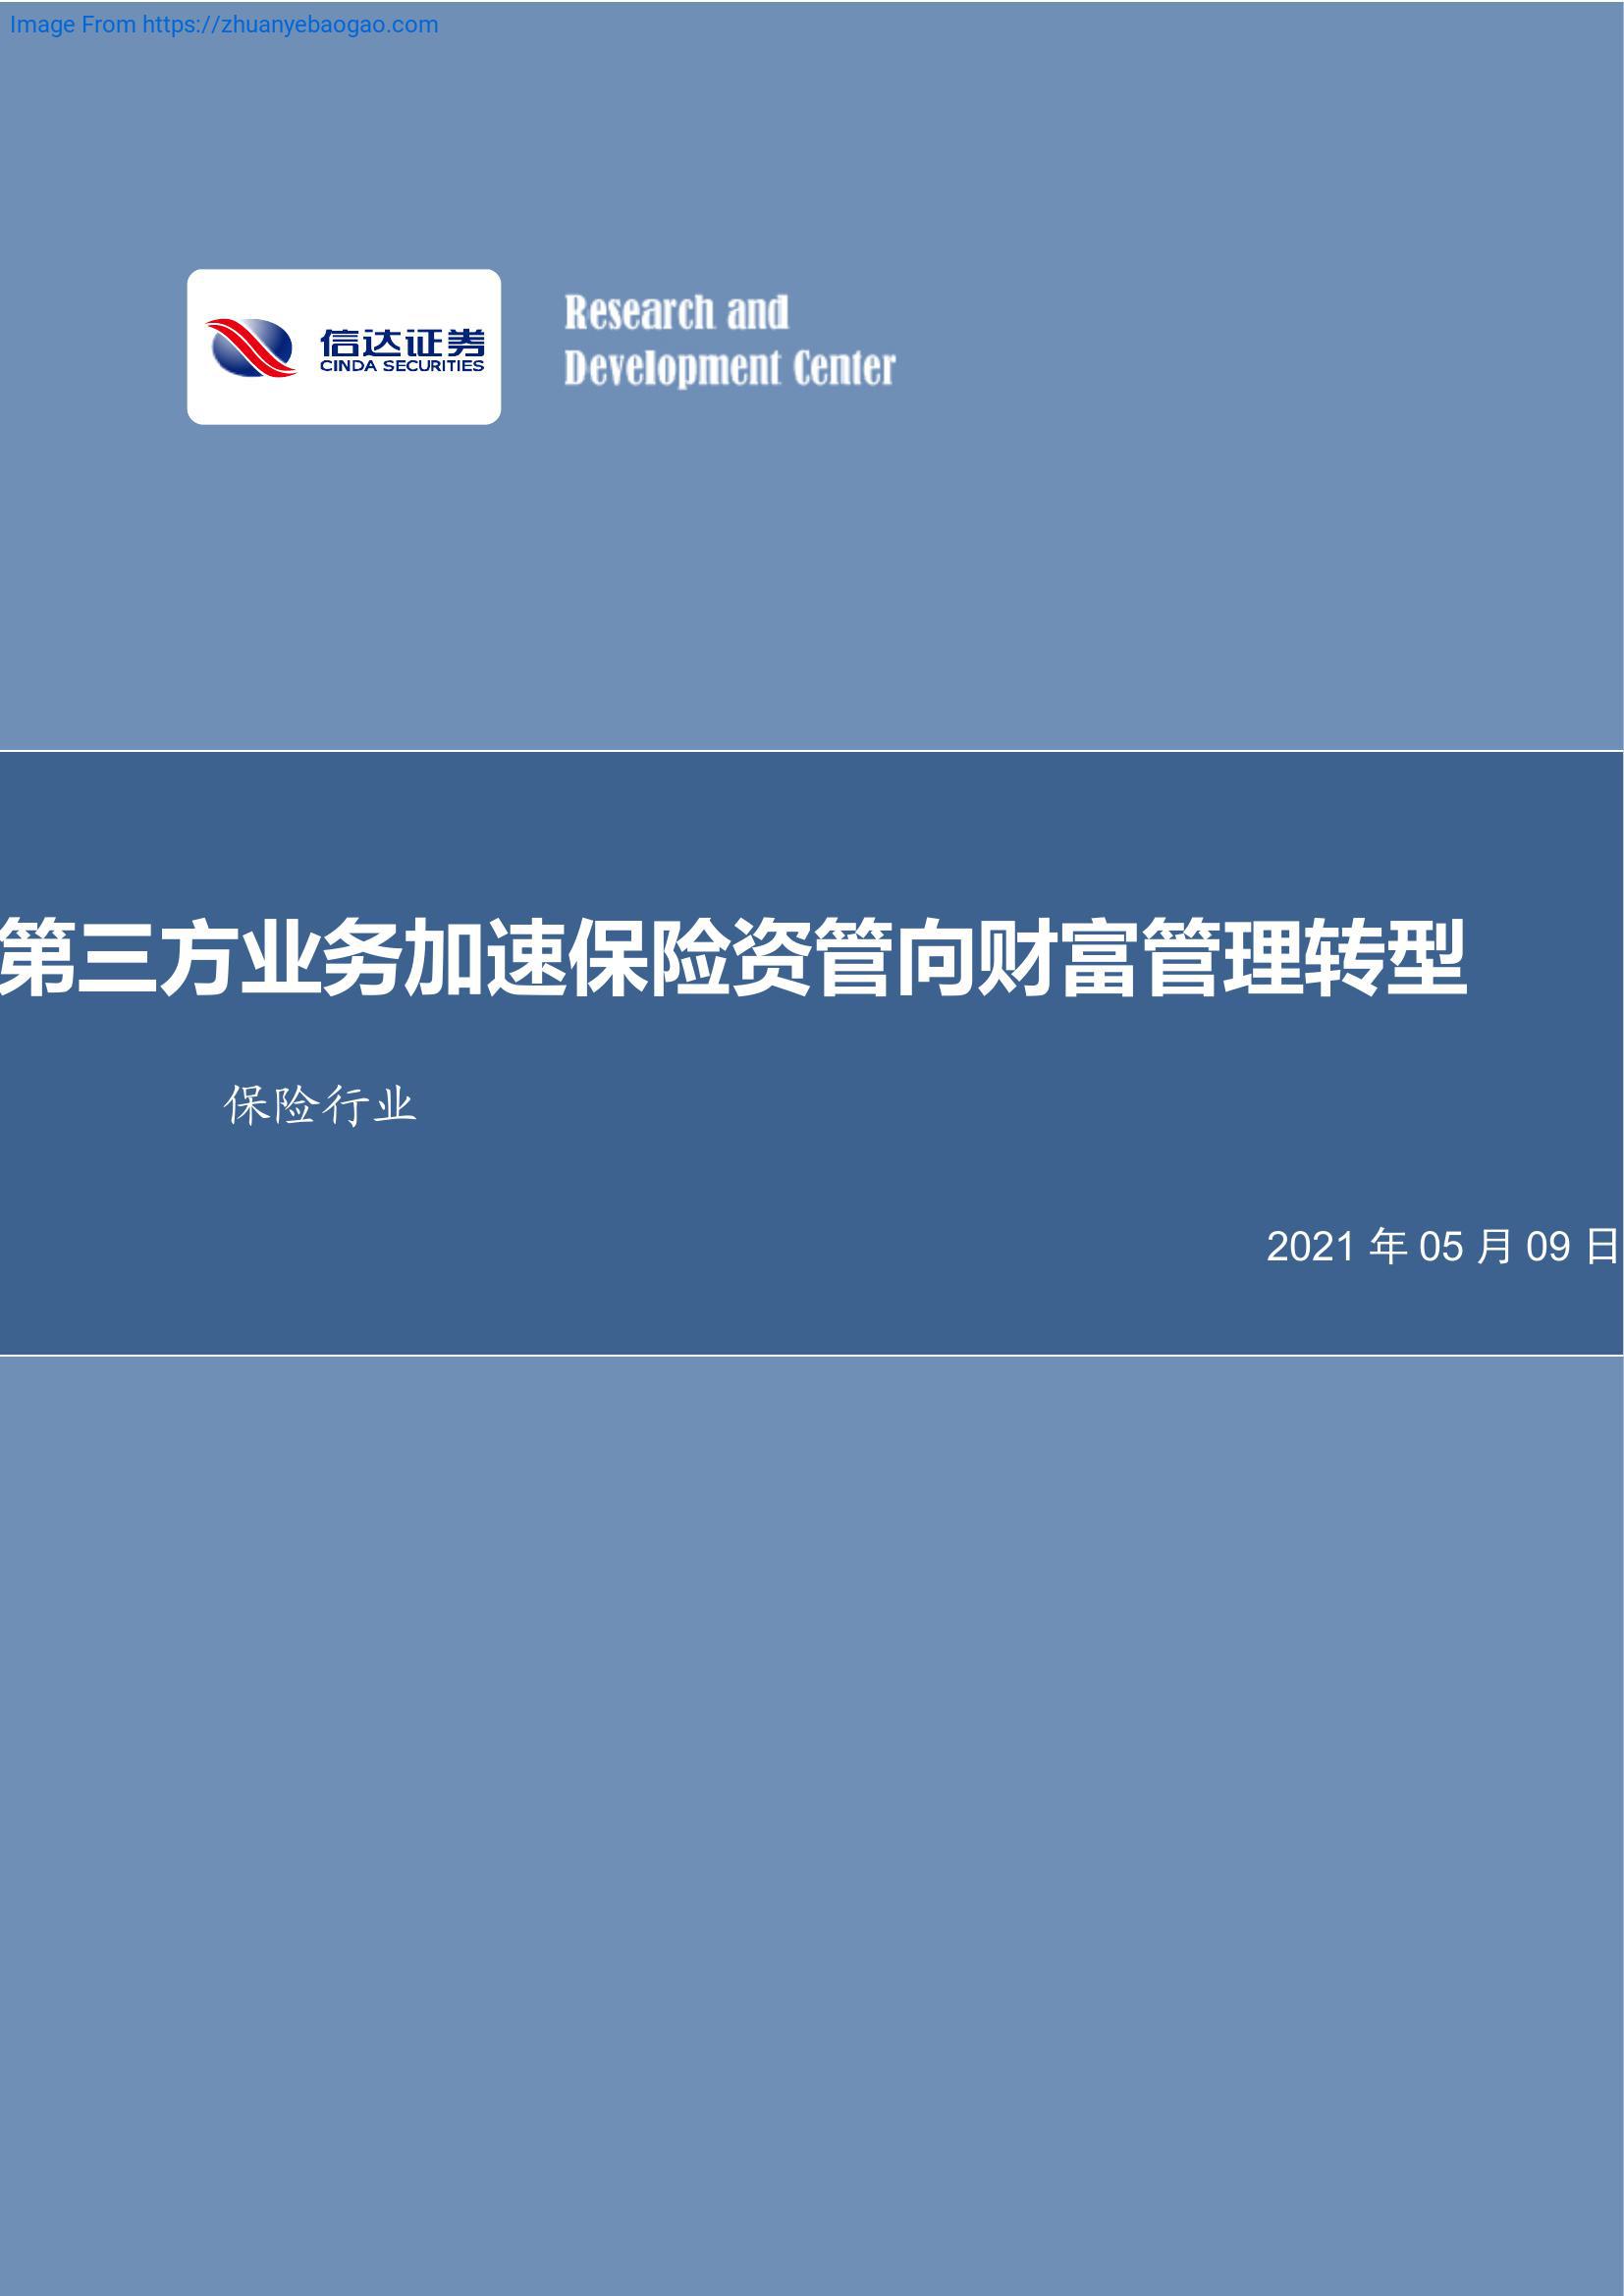 Image From https://zhuanyebaogao.com
信达证券
CINDA SECURITIES
Research and
Development Center
第三方业务加速保险资管向财富管理转型
保险行业
2021 年 05 月 09 日